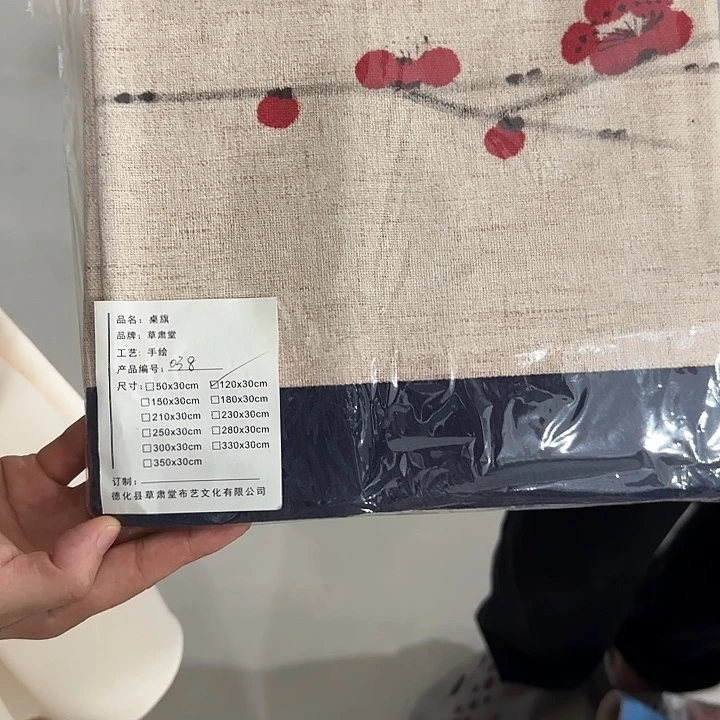 品名：桌旗
品牌：草肃堂
工艺：手绘
产品编号：038
尺寸：□50x30cm ☑120x30cm
□150x30cm □180x30cm
□210x30cm □230x30cm
□250x30cm □280x30cm
□300x30cm □330x30cm
□350x30cm
订制：
德化县草肃堂布艺文化有限公司